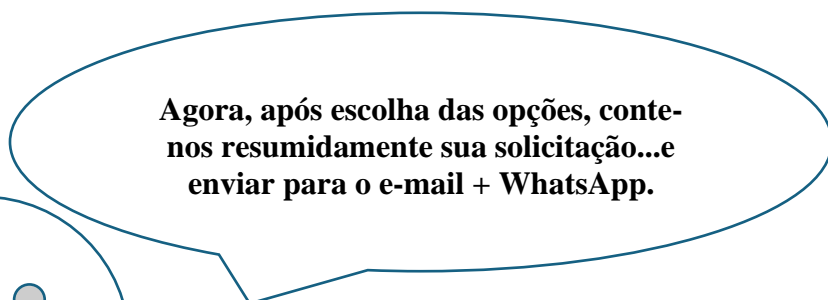 Agora, após escolha das opções, conte-
nos resumidamente sua solicitação...e
enviar para o e-mail + WhatsApp.